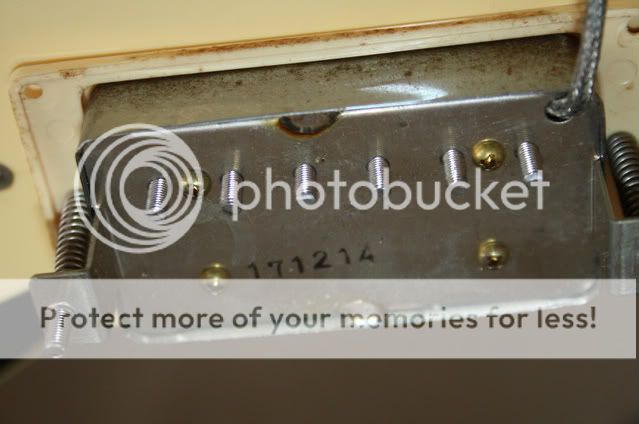 photobucket
171214
Protect more of your memories for less!